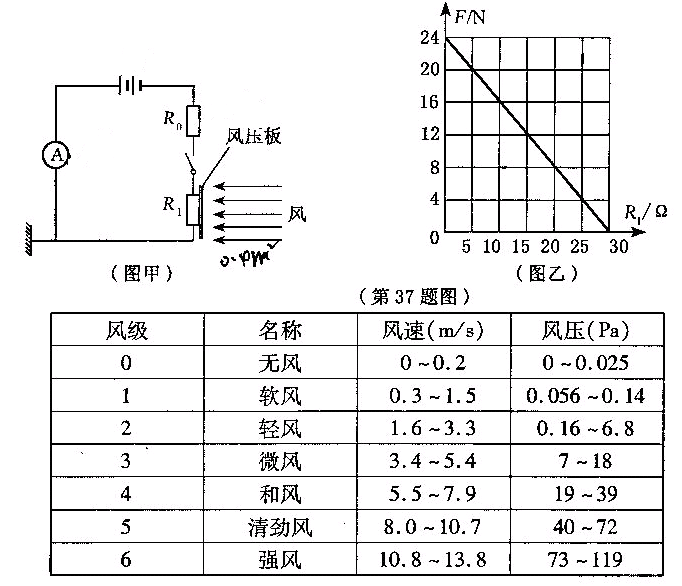 F/N
24
20
16
12
8
4
0
5 10 15 20 25 30
R₁/Ω
(图乙)
A
R₀
风压板
R₁
风
(图甲)
(第37题图)
风级 名称 风速(m/s) 风压(Pa)
0 无风 0~0.2 0~0.025
1 软风 0.3~1.5 0.056~0.14
2 轻风 1.6~3.3 0.16~6.8
3 微风 3.4~5.4 7~18
4 和风 5.5~7.9 19~39
5 清劲风 8.0~10.7 40~72
6 强风 10.8~13.8 73~119